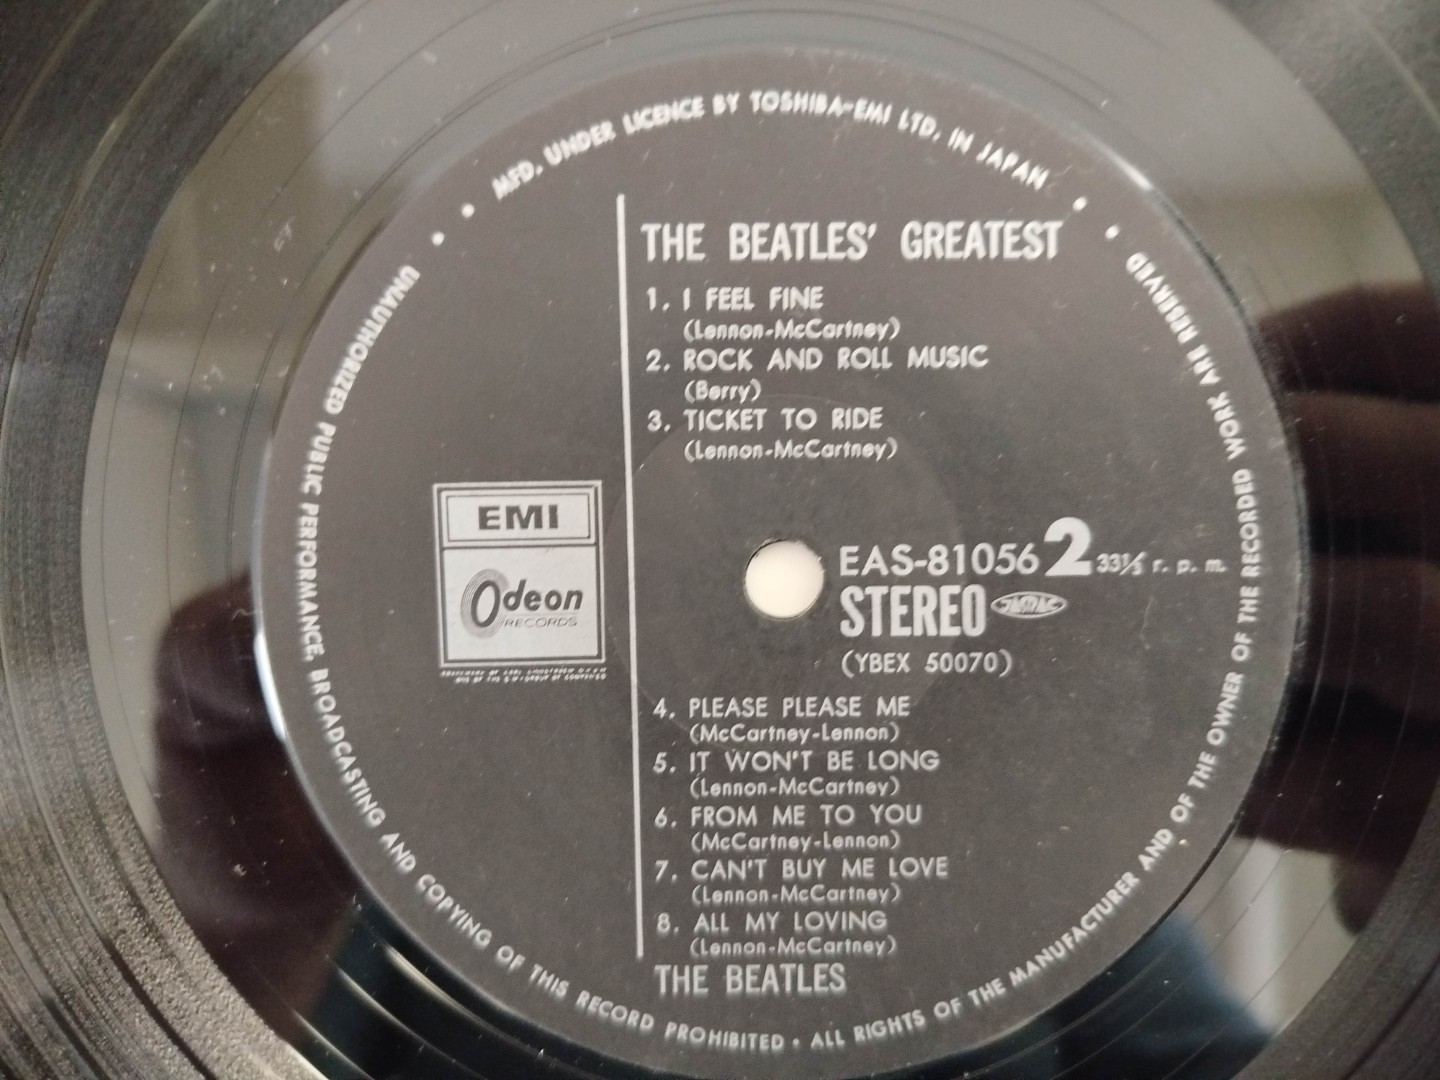 MFD. UNDER LICENCE BY TOSHIBA-EMI LTD. IN JAPAN
THE BEATLES' GREATEST
1. I FEEL FINE
(Lennon-McCartney)
2. ROCK AND ROLL MUSIC
(Berry)
3. TICKET TO RIDE
(Lennon-McCartney)
EMI
Odeon
RECORDS
EAS-81056 2 33⅓ r. p. m.
STEREO JASRAC
(YBEX 50070)
4. PLEASE PLEASE ME
(McCartney-Lennon)
5. IT WON'T BE LONG
(Lennon-McCartney)
6. FROM ME TO YOU
(McCartney-Lennon)
7. CAN'T BUY ME LOVE
(Lennon-McCartney)
8. ALL MY LOVING
(Lennon-McCartney)
THE BEATLES
UNAUTHORIZED PUBLIC PERFORMANCE, BROADCASTING AND COPYING OF THIS RECORD PROHIBITED • ALL RIGHTS OF THE MANUFACTURER AND OF THE OWNER OF THE RECORDED WORK ARE RESERVED